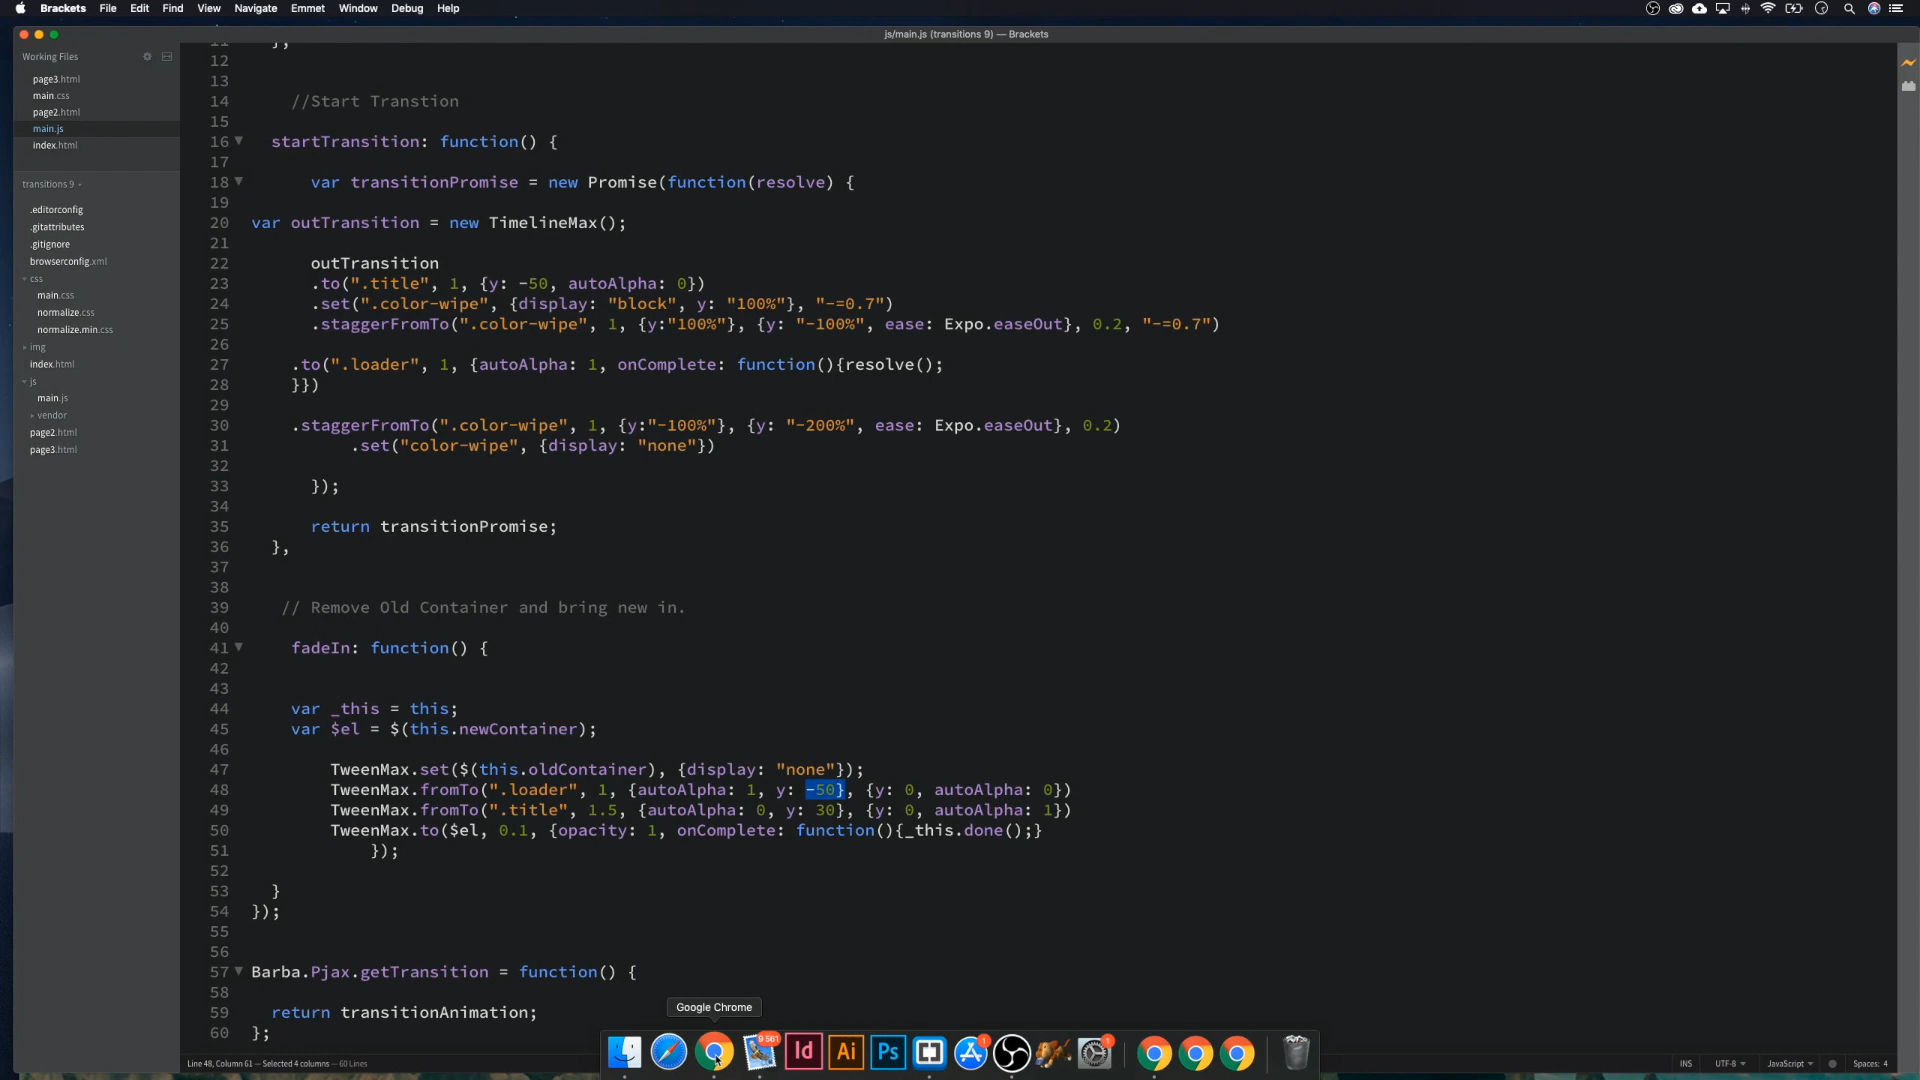 Brackets File Edit Find View Navigate Emmet Window Debug Help
js/main.js (transitions 9) — Brackets
Working Files
page3.html
main.css
page2.html
main.js
index.html
transitions 9
.editorconfig
.gitattributes
.gitignore
browserconfig.xml
css
main.css
normalize.css
normalize.min.css
img
index.html
js
main.js
vendor
page2.html
page3.html
11 },
12
13
14 //Start Transtion
15
16 startTransition: function() {
17
18 var transitionPromise = new Promise(function(resolve) {
19
20 var outTransition = new TimelineMax();
21
22 outTransition
23 .to(".title", 1, {y: -50, autoAlpha: 0})
24 .set(".color-wipe", {display: "block", y: "100%"}, "-=0.7")
25 .staggerFromTo(".color-wipe", 1, {y:"100%"}, {y: "-100%", ease: Expo.easeOut}, 0.2, "-=0.7")
26
27 .to(".loader", 1, {autoAlpha: 1, onComplete: function(){resolve();
28 }})
29
30 .staggerFromTo(".color-wipe", 1, {y:"-100%"}, {y: "-200%", ease: Expo.easeOut}, 0.2)
31 .set("color-wipe", {display: "none"})
32
33 });
34
35 return transitionPromise;
36 },
37
38
39 // Remove Old Container and bring new in.
40
41 fadeIn: function() {
42
43
44 var _this = this;
45 var $el = $(this.newContainer);
46
47 TweenMax.set($(this.oldContainer), {display: "none"});
48 TweenMax.fromTo(".loader", 1, {autoAlpha: 1, y: -50}, {y: 0, autoAlpha: 0})
49 TweenMax.fromTo(".title", 1.5, {autoAlpha: 0, y: 30}, {y: 0, autoAlpha: 1})
50 TweenMax.to($el, 0.1, {opacity: 1, onComplete: function(){_this.done();}
51 });
52
53 }
54 });
55
56
57 Barba.Pjax.getTransition = function() {
58
59 return transitionAnimation;
60 };
Google Chrome
9 561
Id
Ai
Ps
1
1
Line 48, Column 61 — Selected 4 columns — 60 Lines
INS UTF-8 JavaScript Spaces: 4